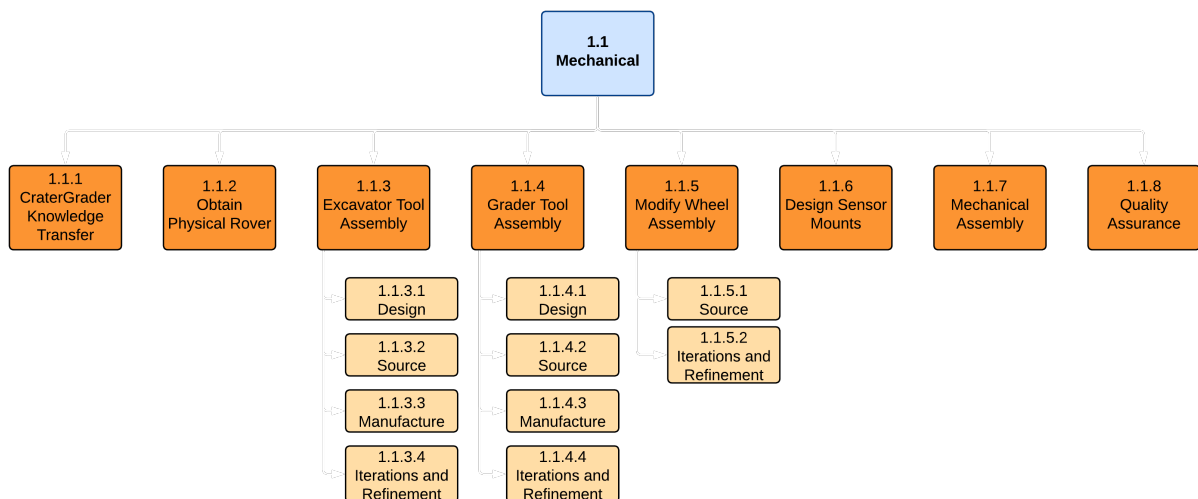 1.1
Mechanical
1.1.1
CraterGrader
Knowledge
Transfer
1.1.2
Obtain
Physical Rover
1.1.3
Excavator Tool
Assembly
1.1.4
Grader Tool
Assembly
1.1.5
Modify Wheel
Assembly
1.1.6
Design Sensor
Mounts
1.1.7
Mechanical
Assembly
1.1.8
Quality
Assurance
1.1.3.1
Design
1.1.3.2
Source
1.1.3.3
Manufacture
1.1.3.4
Iterations and
Refinement
1.1.4.1
Design
1.1.4.2
Source
1.1.4.3
Manufacture
1.1.4.4
Iterations and
Refinement
1.1.5.1
Source
1.1.5.2
Iterations and
Refinement